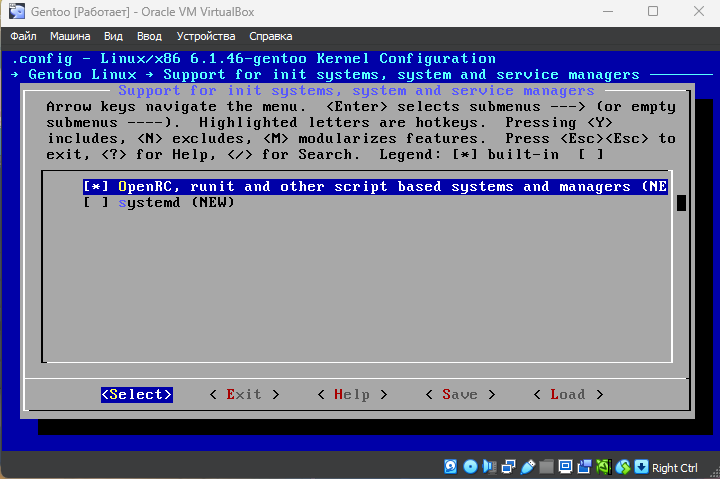 Gentoo [Работает] - Oracle VM VirtualBox
Файл Машина Вид Ввод Устройства Справка
.config - Linux/x86 6.1.46-gentoo Kernel Configuration
→ Gentoo Linux → Support for init systems, system and service managers
Support for init systems, system and service managers
Arrow keys navigate the menu. <Enter> selects submenus ---> (or empty
submenus ----). Highlighted letters are hotkeys. Pressing <Y>
includes, <N> excludes, <M> modularizes features. Press <Esc><Esc> to
exit, <?> for Help, </> for Search. Legend: [*] built-in [ ]
[*] OpenRC, runit and other script based systems and managers (NE
[ ] systemd (NEW)
<Select> < Exit > < Help > < Save > < Load >
Right Ctrl